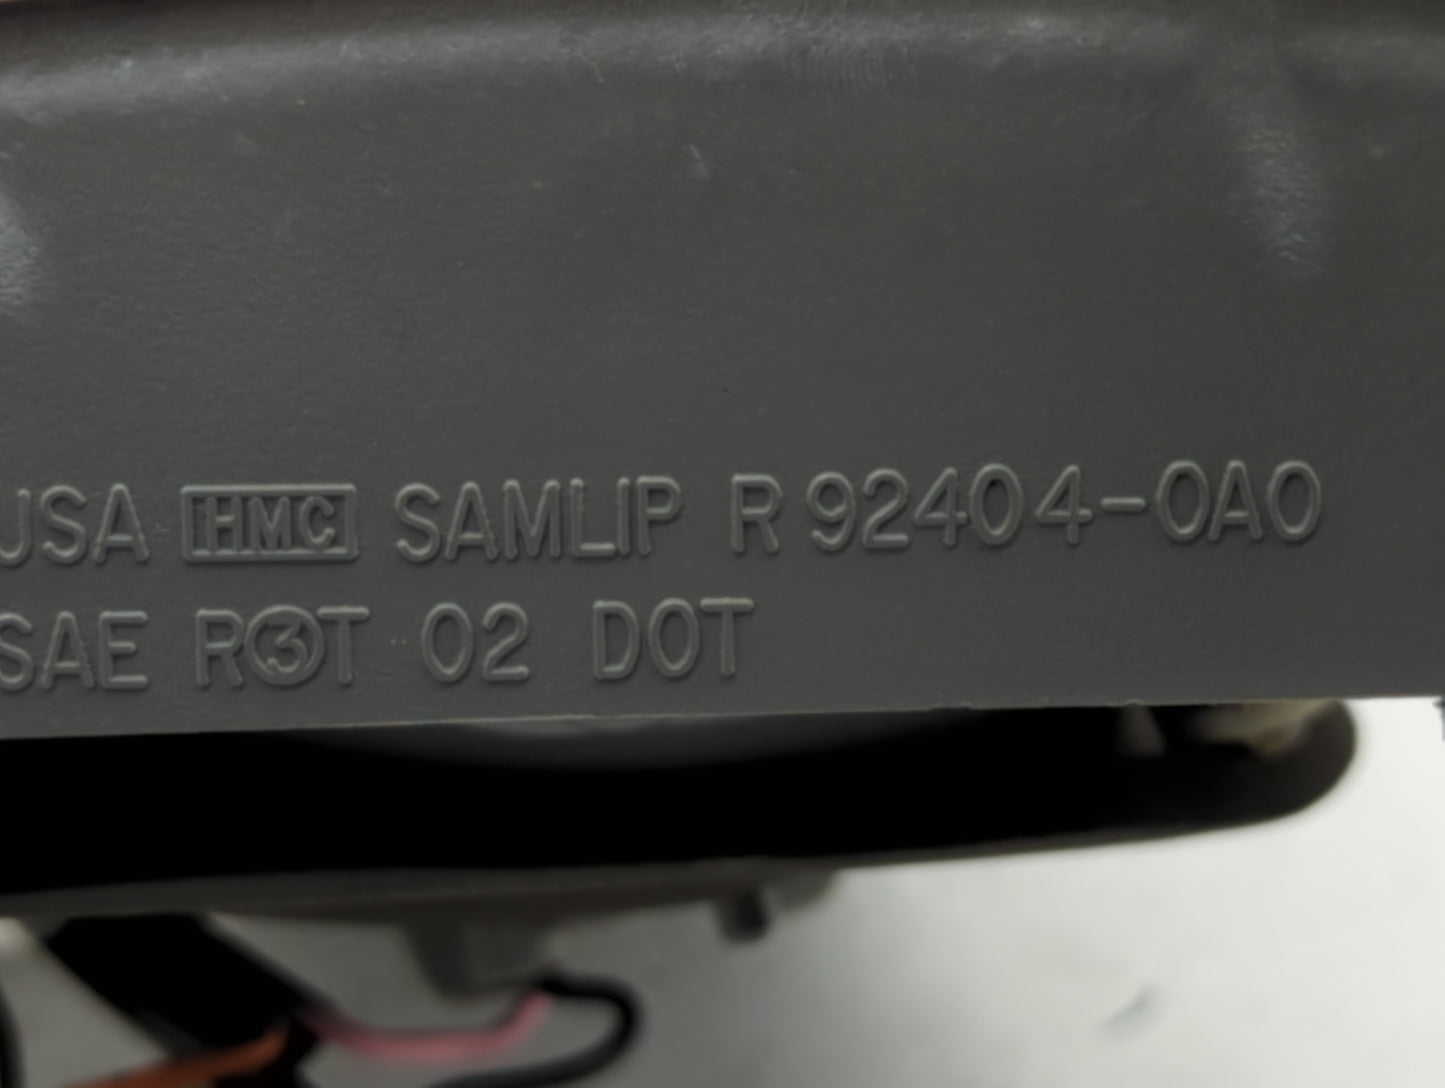 USA HMC SAMLIP R 92404-0A0
SAE R③T 02 DOT